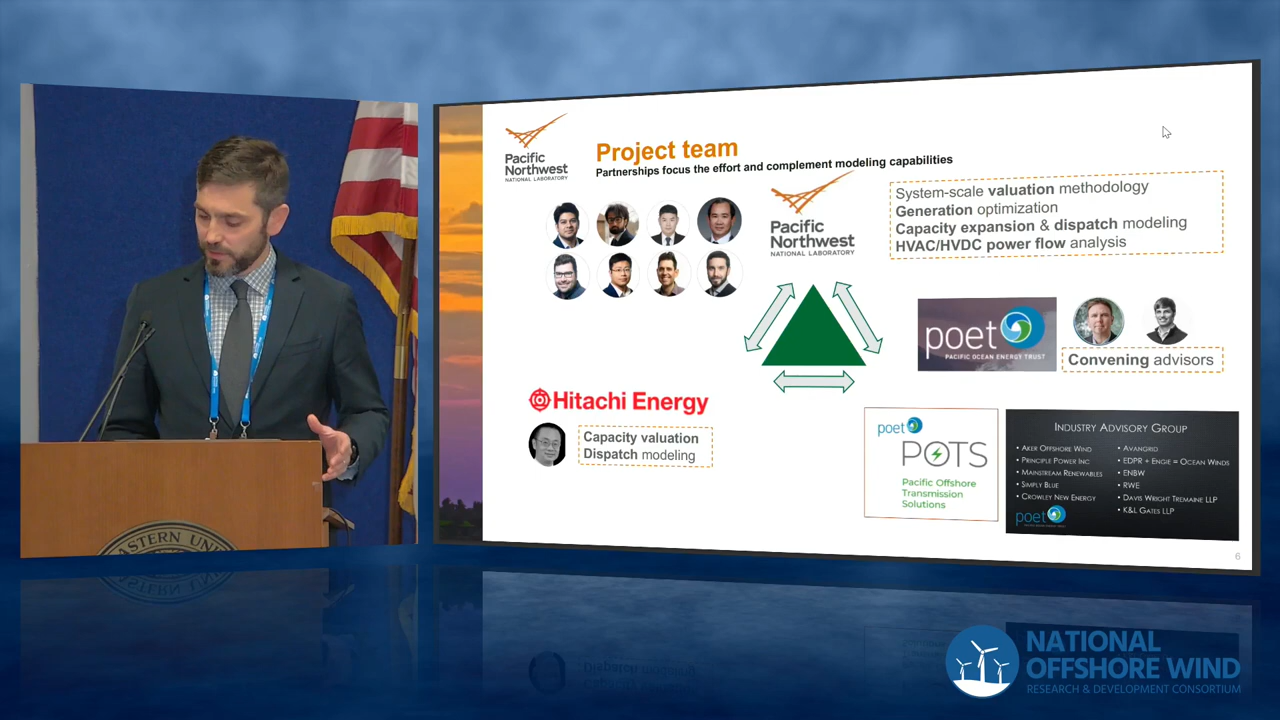 Pacific
Northwest
NATIONAL LABORATORY
Project team
Partnerships focus the effort and complement modeling capabilities
Pacific
Northwest
NATIONAL LABORATORY
System-scale valuation methodology
Generation optimization
Capacity expansion & dispatch modeling
HVAC/HVDC power flow analysis
poet
PACIFIC OCEAN ENERGY TRUST
Convening advisors
Hitachi Energy
Capacity valuation
Dispatch modeling
poet
POTS
Pacific Offshore
Transmission
Solutions
INDUSTRY ADVISORY GROUP
• AKER OFFSHORE WIND
• PRINCIPLE POWER INC
• MAINSTREAM RENEWABLES
• SIMPLY BLUE
• CROWLEY NEW ENERGY
• AVANGRID
• EDPR + ENGIE = OCEAN WINDS
• ENBW
• RWE
• DAVIS WRIGHT TREMAINE LLP
• K&L GATES LLP
poet
6
EASTERN UNI
NATIONAL
OFFSHORE WIND
RESEARCH & DEVELOPMENT CONSORTIUM